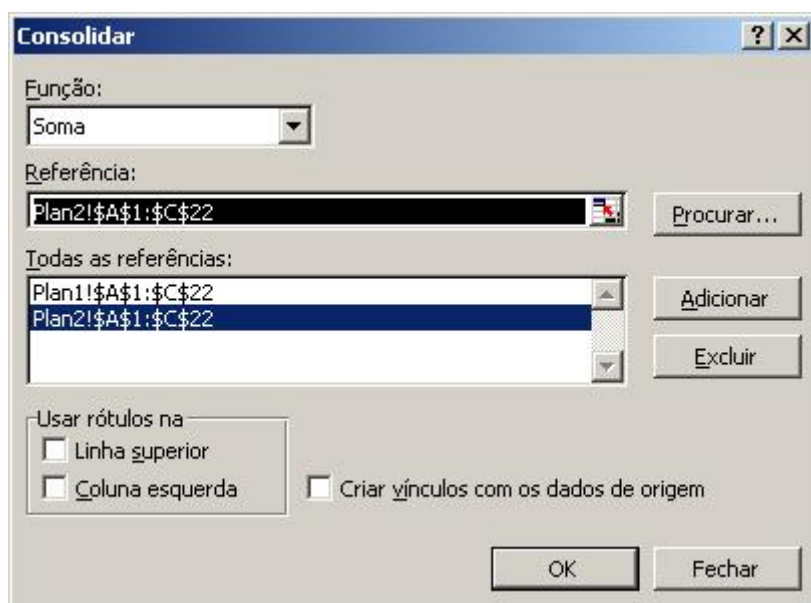 Consolidar
Função:
Soma
Referência:
Plan2!$A$1:$C$22
Procurar...
Todas as referências:
Plan1!$A$1:$C$22
Plan2!$A$1:$C$22
Adicionar
Excluir
Usar rótulos na
Linha superior
Coluna esquerda
Criar vínculos com os dados de origem
OK
Fechar